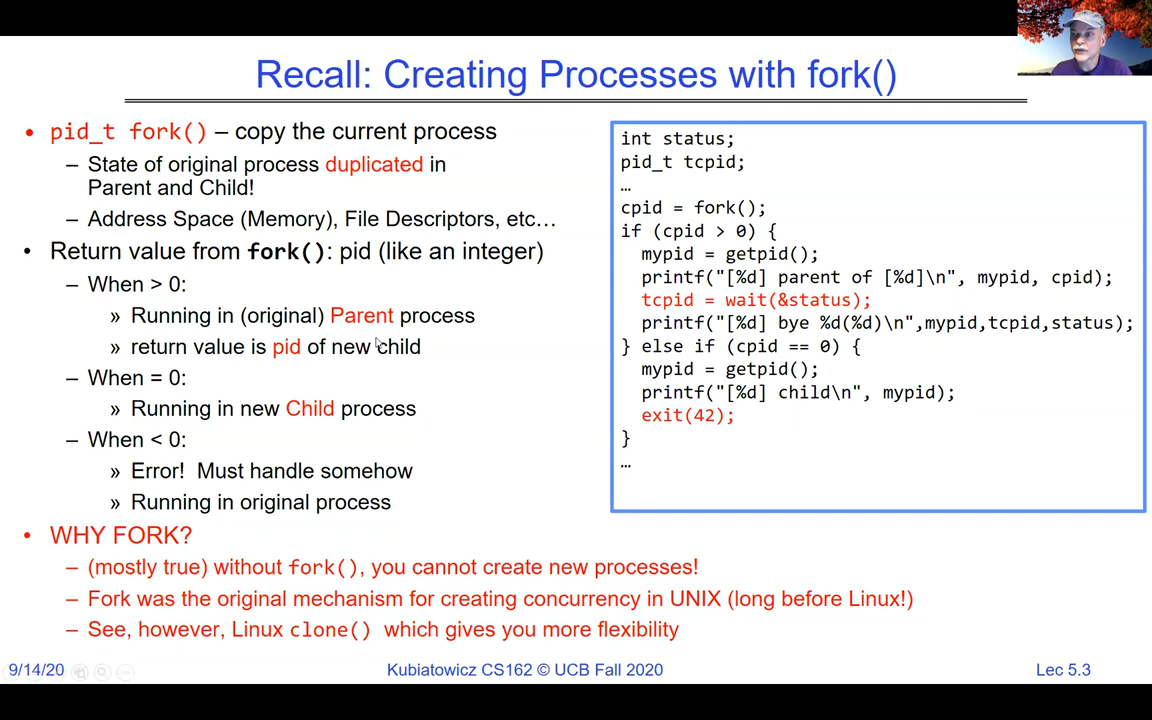 Recall: Creating Processes with fork()
• pid_t fork() – copy the current process
– State of original process duplicated in
Parent and Child!
– Address Space (Memory), File Descriptors, etc…
• Return value from fork(): pid (like an integer)
– When > 0:
» Running in (original) Parent process
» return value is pid of new child
– When = 0:
» Running in new Child process
– When < 0:
» Error! Must handle somehow
» Running in original process
• WHY FORK?
– (mostly true) without fork(), you cannot create new processes!
– Fork was the original mechanism for creating concurrency in UNIX (long before Linux!)
– See, however, Linux clone() which gives you more flexibility
int status;
pid_t tcpid;
…
cpid = fork();
if (cpid > 0) {
mypid = getpid();
printf("[%d] parent of [%d]\n", mypid, cpid);
tcpid = wait(&status);
printf("[%d] bye %d(%d)\n",mypid,tcpid,status);
} else if (cpid == 0) {
mypid = getpid();
printf("[%d] child\n", mypid);
exit(42);
}
…
9/14/20
Kubiatowicz CS162 © UCB Fall 2020
Lec 5.3